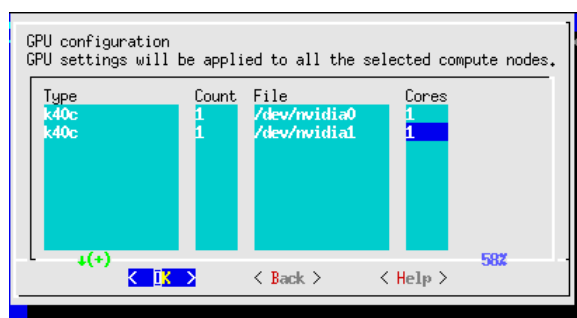 GPU configuration
GPU settings will be applied to all the selected compute nodes.
Type Count File Cores
k40c 1 /dev/nvidia0 1
k40c 1 /dev/nvidia1 1
↓(+) 58%
< OK > < Back > < Help >